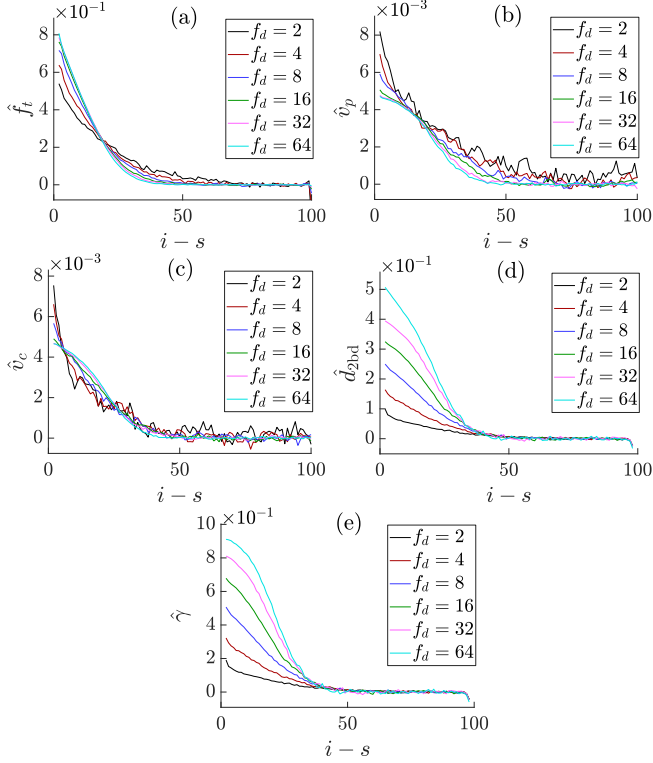 ×10⁻¹
(a)
f_d = 2
f_d = 4
f_d = 8
f_d = 16
f_d = 32
f_d = 64
8
6
4
2
0
f̂_t
0 50 100
i − s
×10⁻³
(b)
f_d = 2
f_d = 4
f_d = 8
f_d = 16
f_d = 32
f_d = 64
8
6
4
2
0
v̂_p
0 50 100
i − s
×10⁻³
(c)
f_d = 2
f_d = 4
f_d = 8
f_d = 16
f_d = 32
f_d = 64
8
6
4
2
0
v̂_c
0 50 100
i − s
×10⁻¹
(d)
f_d = 2
f_d = 4
f_d = 8
f_d = 16
f_d = 32
f_d = 64
5
4
3
2
1
0
d̂_2bd
0 50 100
i − s
×10⁻¹
(e)
f_d = 2
f_d = 4
f_d = 8
f_d = 16
f_d = 32
f_d = 64
10
8
6
4
2
0
γ̂
0 50 100
i − s